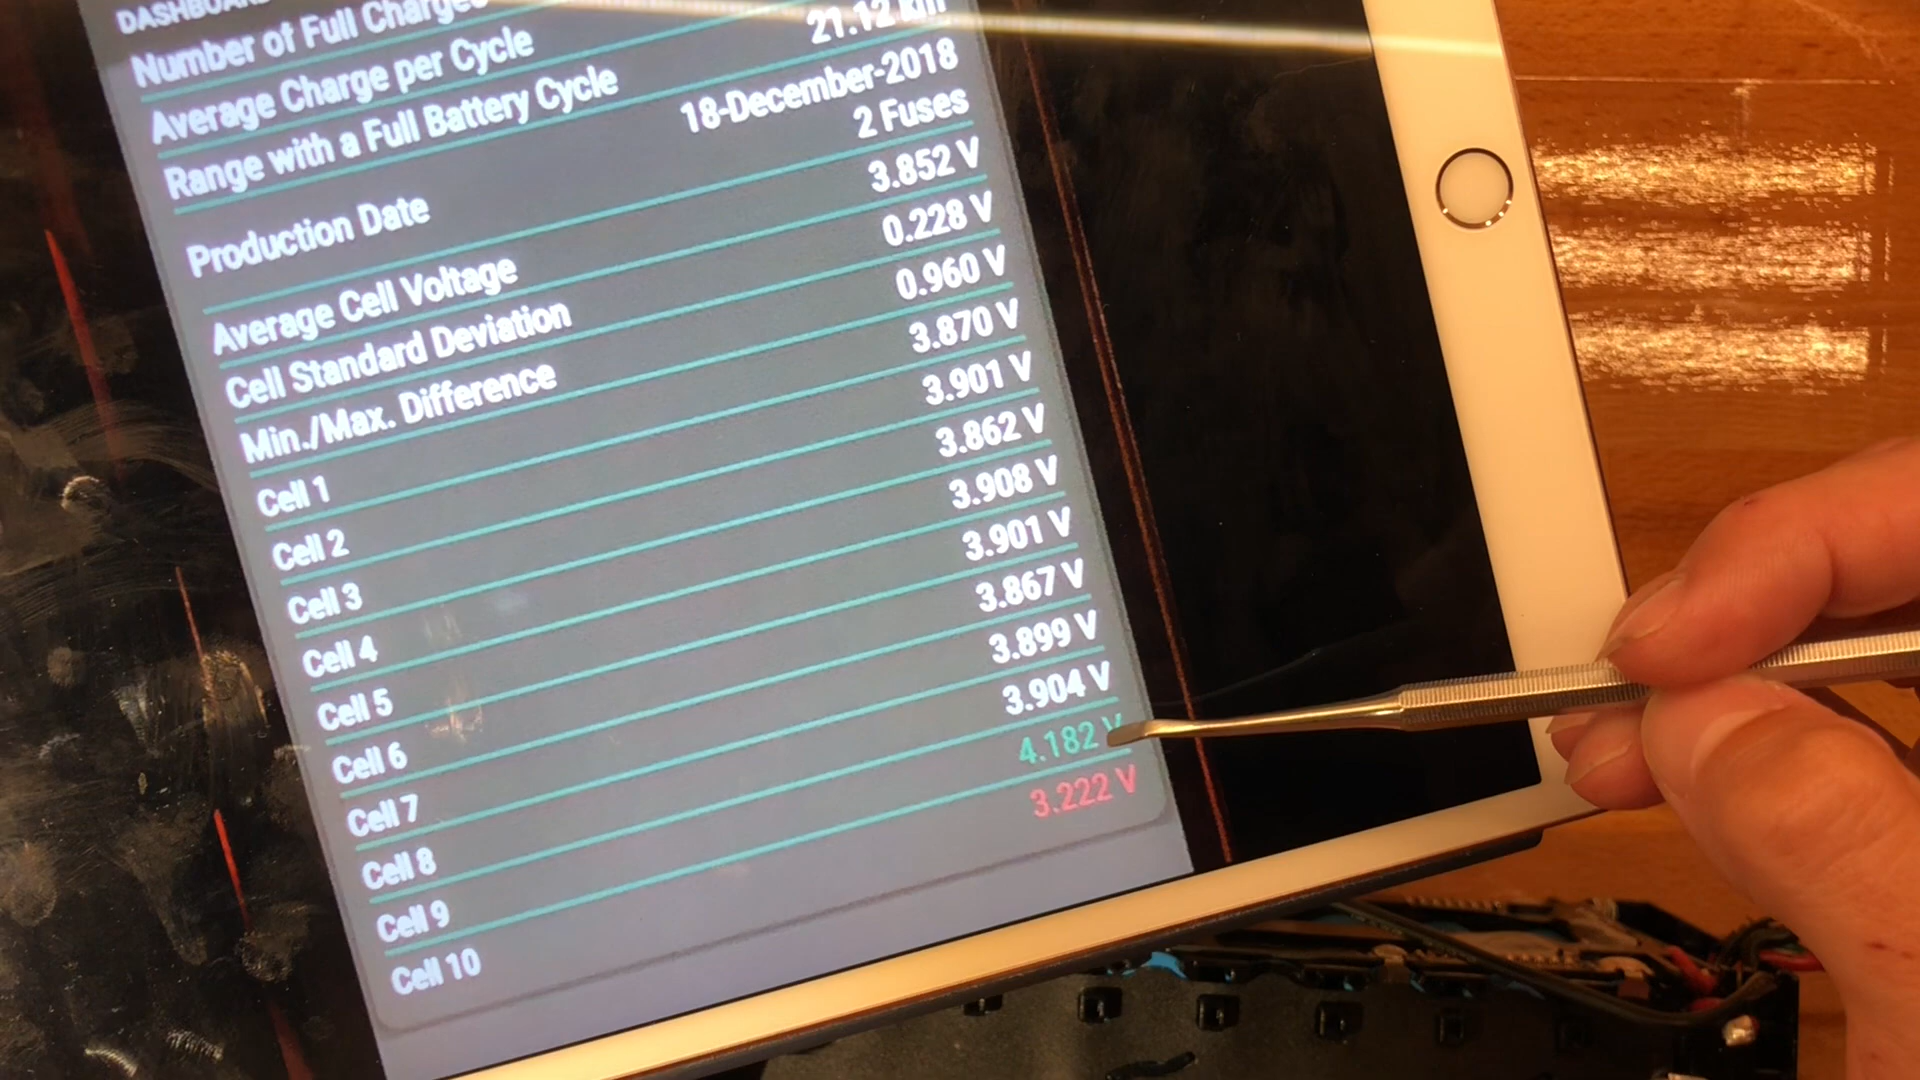 Number of Full Charges
Average Charge per Cycle
Range with a Full Battery Cycle 21.12 km
Production Date 18-December-2018
2 Fuses
Average Cell Voltage 3.852 V
Cell Standard Deviation 0.228 V
Min./Max. Difference 0.960 V
Cell 1 3.870 V
Cell 2 3.901 V
Cell 3 3.862 V
Cell 4 3.908 V
Cell 5 3.901 V
Cell 6 3.867 V
Cell 7 3.899 V
Cell 8 3.904 V
Cell 9 4.182 V
Cell 10 3.222 V